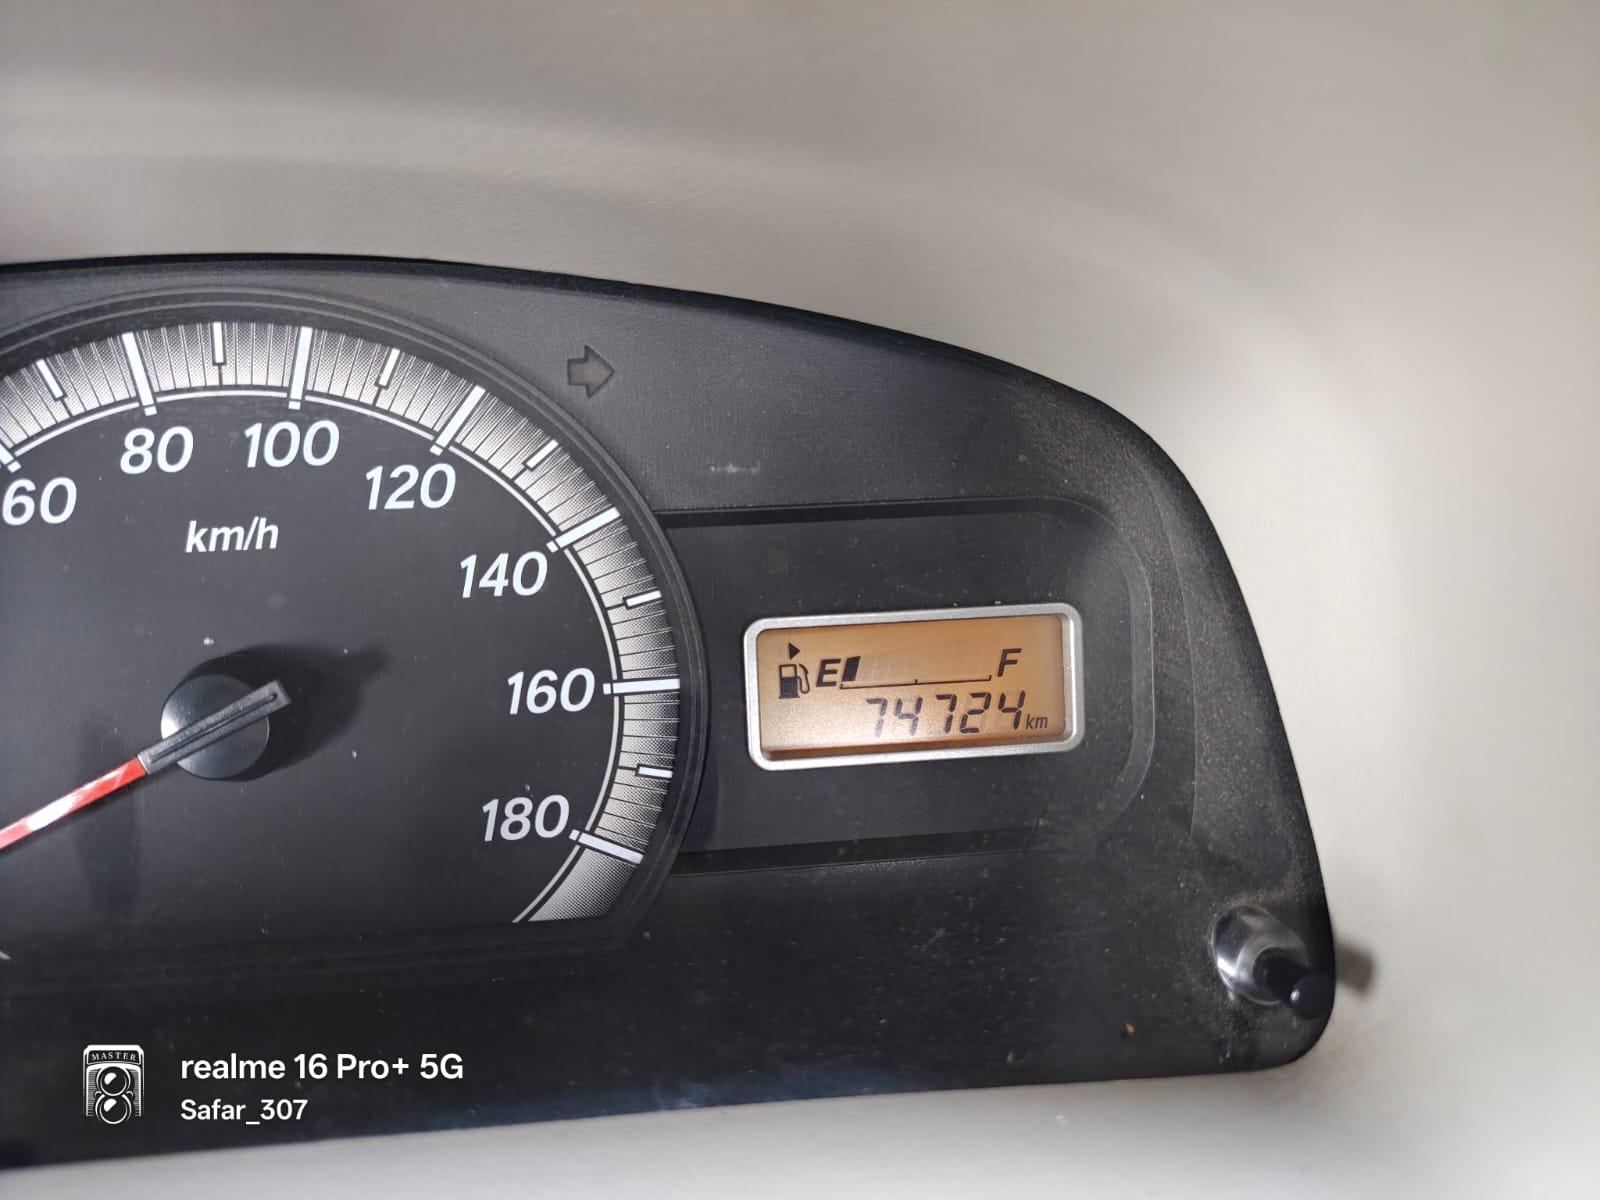 60 80 100 120 140 160 180
km/h
E F
74724 km
MASTER
realme 16 Pro+ 5G
Safar_307